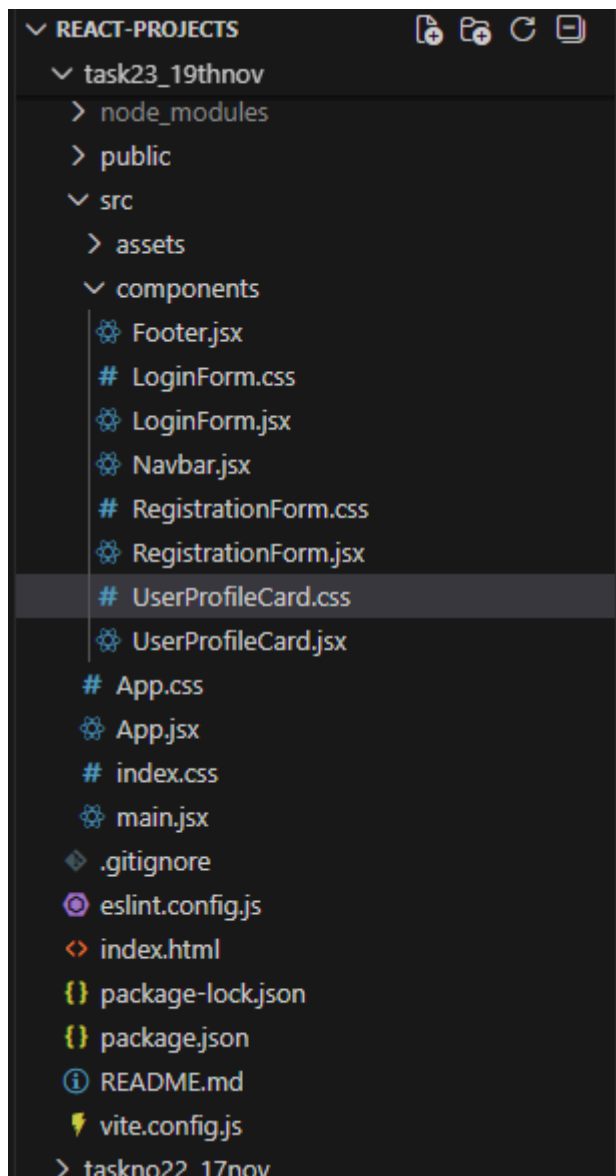 REACT-PROJECTS
task23_19thnov
node_modules
public
src
assets
components
Footer.jsx
# LoginForm.css
LoginForm.jsx
Navbar.jsx
# RegistrationForm.css
RegistrationForm.jsx
# UserProfileCard.css
UserProfileCard.jsx
# App.css
App.jsx
# index.css
main.jsx
.gitignore
eslint.config.js
<> index.html
{} package-lock.json
{} package.json
README.md
vite.config.js
taskno22_17nov